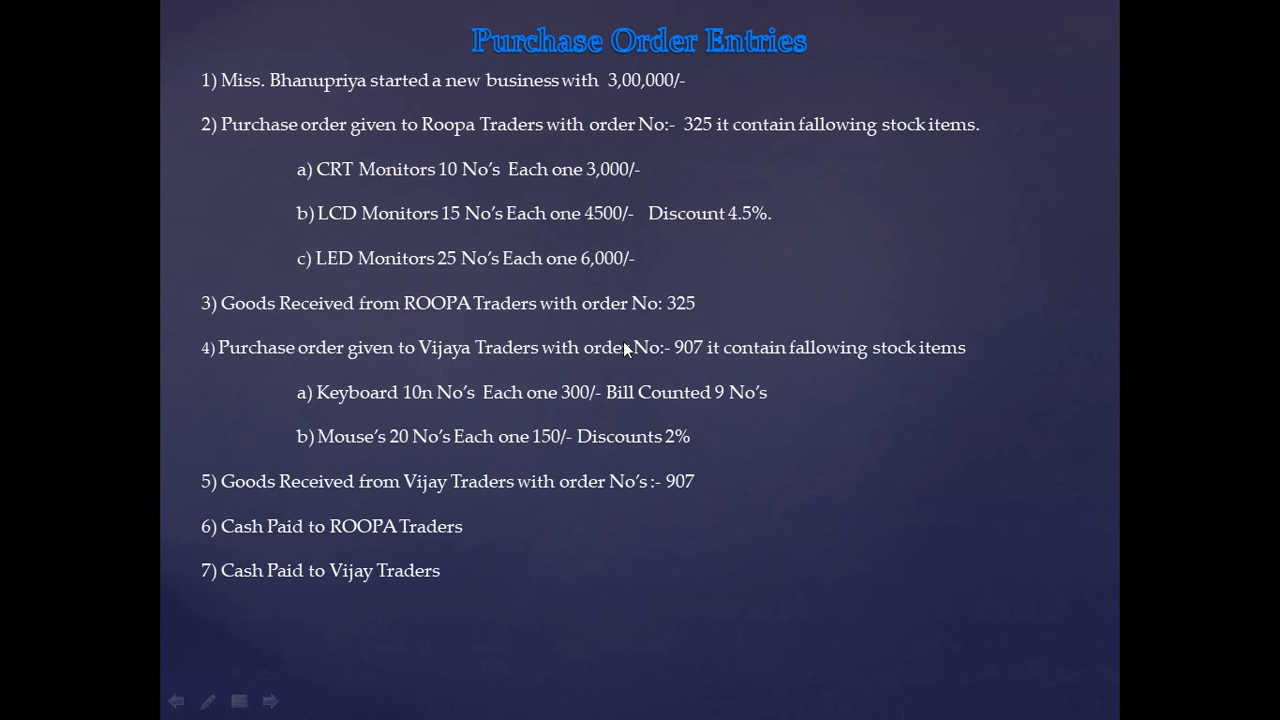 Purchase Order Entries
1) Miss. Bhanupriya started a new business with 3,00,000/-
2) Purchase order given to Roopa Traders with order No:- 325 it contain fallowing stock items.
a) CRT Monitors 10 No’s Each one 3,000/-
b) LCD Monitors 15 No’s Each one 4500/- Discount 4.5%.
c) LED Monitors 25 No’s Each one 6,000/-
3) Goods Received from ROOPA Traders with order No: 325
4) Purchase order given to Vijaya Traders with order No:- 907 it contain fallowing stock items
a) Keyboard 10n No’s Each one 300/- Bill Counted 9 No’s
b) Mouse’s 20 No’s Each one 150/- Discounts 2%
5) Goods Received from Vijay Traders with order No’s :- 907
6) Cash Paid to ROOPA Traders
7) Cash Paid to Vijay Traders